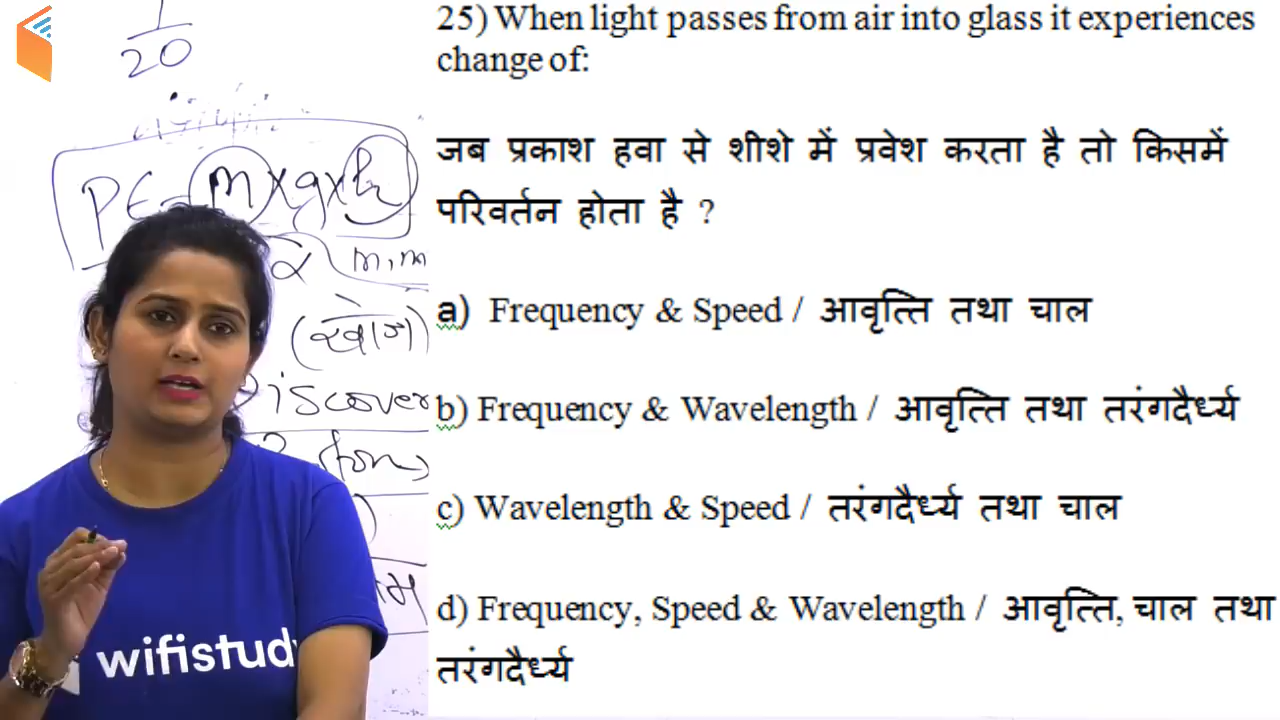 25) When light passes from air into glass it experiences
change of:
जब प्रकाश हवा से शीशे में प्रवेश करता है तो किसमें
परिवर्तन होता है ?
a) Frequency & Speed / आवृत्ति तथा चाल
b) Frequency & Wavelength / आवृत्ति तथा तरंगदैर्ध्य
c) Wavelength & Speed / तरंगदैर्ध्य तथा चाल
d) Frequency, Speed & Wavelength / आवृत्ति, चाल तथा
तरंगदैर्ध्य
1
20
PE = m x g x h
m, m
(खोज)
Discover
wifistudy